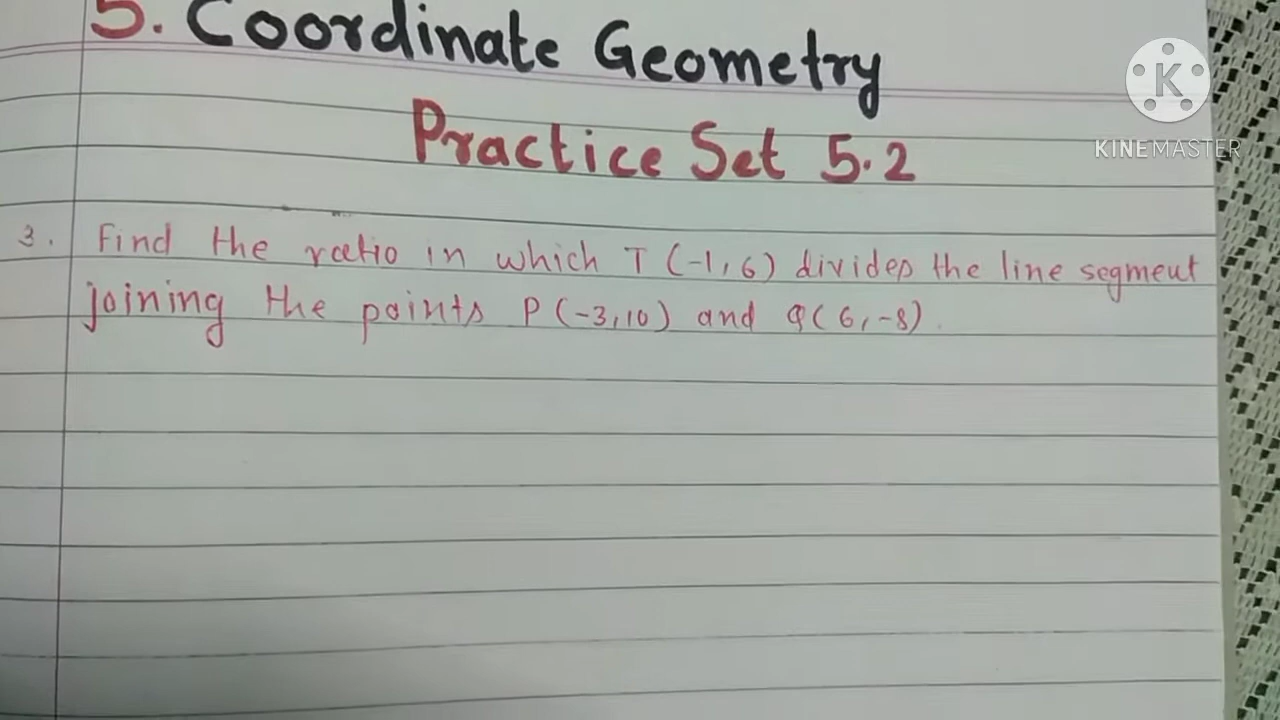 5. Coordinate Geometry
K
KINEMASTER
Practice Set 5.2
3. Find the ratio in which T (-1,6) divides the line segment
joining the points P (-3,10) and Q (6,-8).